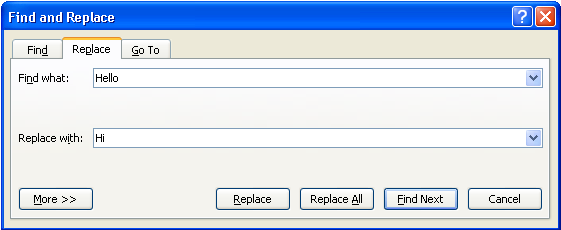 Find and Replace
Find Replace Go To
Find what: Hello
Replace with: Hi
More >> Replace Replace All Find Next Cancel